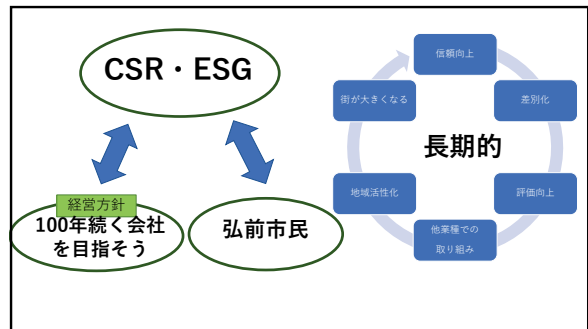 CSR・ESG
経営方針
100年続く会社
を目指そう
弘前市民
長期的
信頼向上
差別化
評価向上
他業種での
取り組み
地域活性化
街が大きくなる